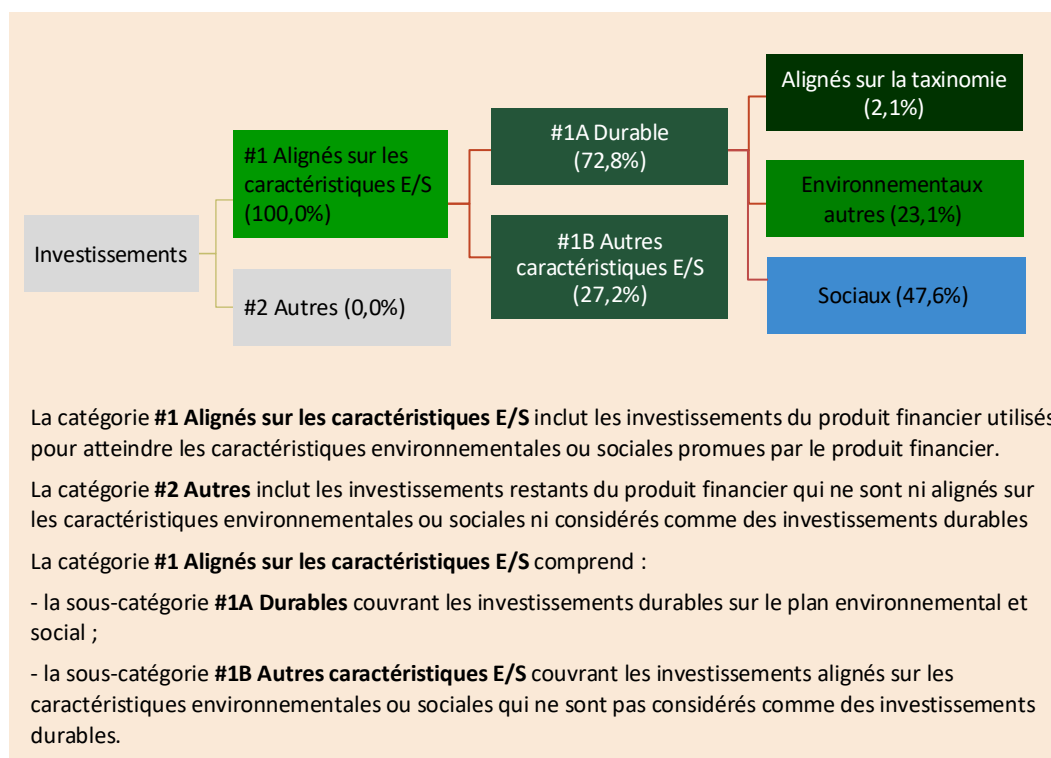 Investissements
#1 Alignés sur les
caractéristiques E/S
(100,0%)
#2 Autres (0,0%)
#1A Durable
(72,8%)
#1B Autres
caractéristiques E/S
(27,2%)
Alignés sur la taxinomie
(2,1%)
Environnementaux
autres (23,1%)
Sociaux (47,6%)
La catégorie #1 Alignés sur les caractéristiques E/S inclut les investissements du produit financier utilisés
pour atteindre les caractéristiques environnementales ou sociales promues par le produit financier.
La catégorie #2 Autres inclut les investissements restants du produit financier qui ne sont ni alignés sur
les caractéristiques environnementales ou sociales ni considérés comme des investissements durables
La catégorie #1 Alignés sur les caractéristiques E/S comprend :
- la sous-catégorie #1A Durables couvrant les investissements durables sur le plan environnemental et
social ;
- la sous-catégorie #1B Autres caractéristiques E/S couvrant les investissements alignés sur les
caractéristiques environnementales ou sociales qui ne sont pas considérés comme des investissements
durables.